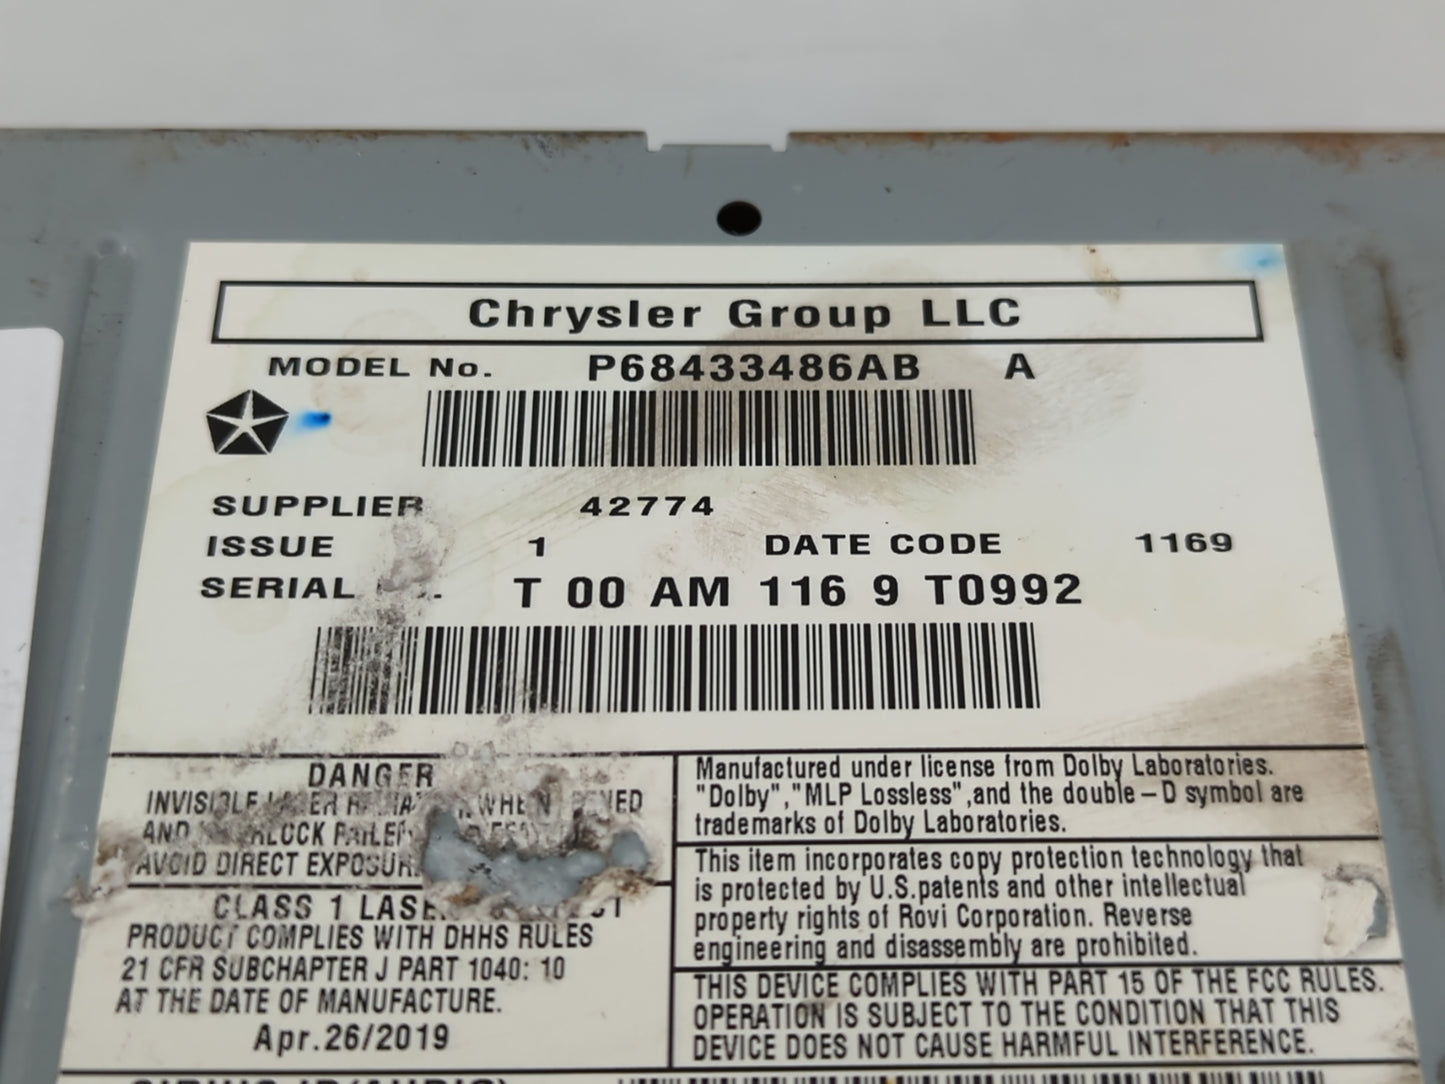 Chrysler Group LLC
MODEL No. P68433486AB A
SUPPLIER 42774
ISSUE 1 DATE CODE 1169
SERIAL T 00 AM 116 9 T0992
DANGER
INVISIBLE LASER WHEN
AND
AVOID DIRECT
CLASS 1
PRODUCT COMPLIES WITH DHHS RULES
21 CFR SUBCHAPTER J PART 1040: 10
AT THE DATE OF MANUFACTURE.
Apr.26/2019
Manufactured under license from Dolby Laboratories.
"Dolby","MLP Lossless",and the double-D symbol are
trademarks of Dolby Laboratories.
This item incorporates copy protection technology that
is protected by U.S.patents and other intellectual
property rights of Rovi Corporation. Reverse
engineering and disassembly are prohibited.
THIS DEVICE COMPLIES WITH PART 15 OF THE FCC RULES.
OPERATION IS SUBJECT TO THE CONDITION THAT THIS
DEVICE DOES NOT CAUSE HARMFUL INTERFERENCE.